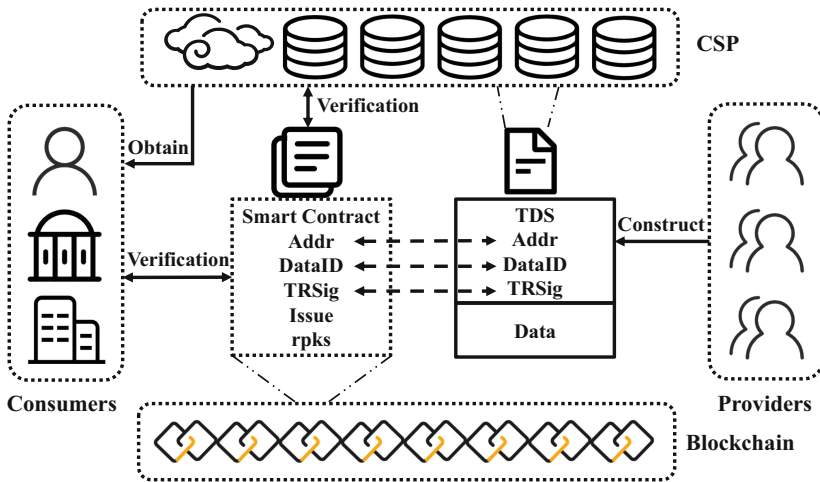 CSP
Verification
Obtain
Smart Contract
Addr
DataID
TRSig
Issue
rpks
TDS
Addr
DataID
TRSig
Data
Construct
Verification
Consumers
Providers
Blockchain